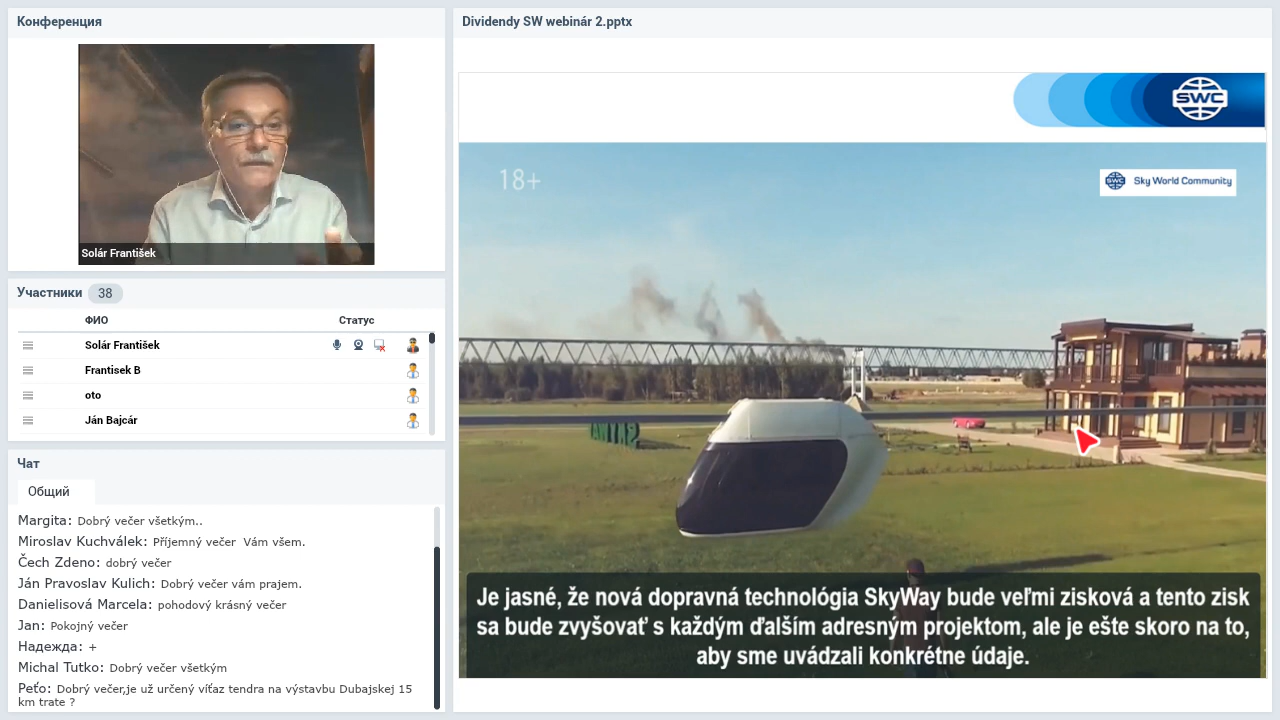 Конференция
Solár František
Участники 38
ФИО Статус
Solár František
Frantisek B
oto
Ján Bajcár
Чат
Общий
Margita: Dobrý večer všetkým..
Miroslav Kuchválek: Příjemný večer  Vám všem.
Čech Zdeno: dobrý večer
Ján Pravoslav Kulich: Dobrý večer vám prajem.
Danielisová Marcela: pohodový krásný večer
Jan: Pokojný večer
Надежда: +
Michal Tutko: Dobrý večer všetkým
Peťo: Dobrý večer,je už určený víťaz tendra na výstavbu Dubajskej 15
km trate ?
Dividendy SW webinár 2.pptx
SWC
18+
SWC Sky World Community
Je jasné, že nová dopravná technológia SkyWay bude veľmi zisková a tento zisk
sa bude zvyšovať s každým ďalším adresným projektom, ale je ešte skoro na to,
aby sme uvádzali konkrétne údaje.